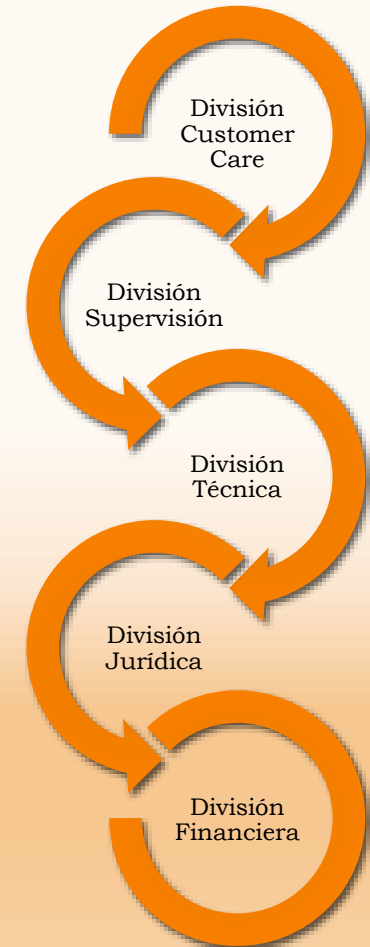 División
Customer
Care
División
Supervisión
División
Técnica
División
Jurídica
División
Financiera